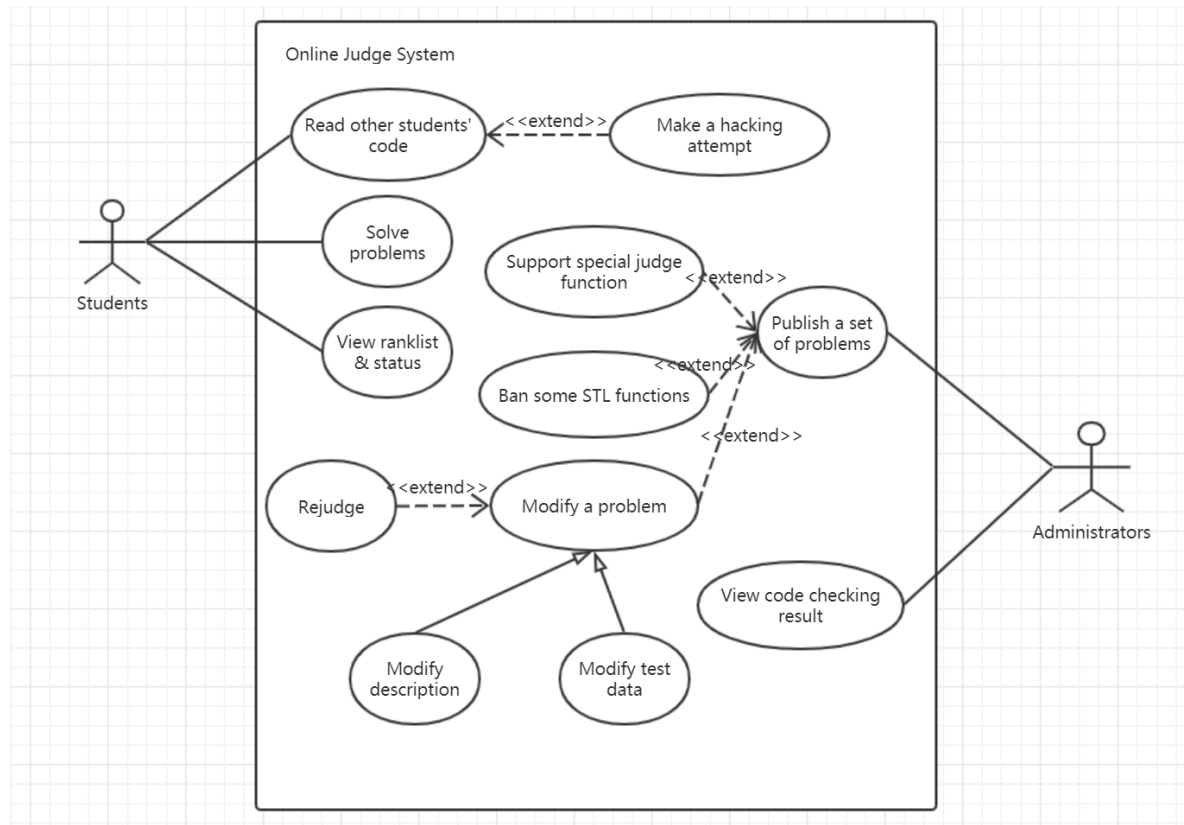 Online Judge System
Read other students'
code
<<extend>>
Make a hacking
attempt
Solve
problems
Students
Support special judge
function
<<extend>>
Publish a set
of problems
View ranklist
& status
<<extend>>
Ban some STL functions
<<extend>>
Rejudge
<<extend>>
Modify a problem
Administrators
View code checking
result
Modify
description
Modify test
data